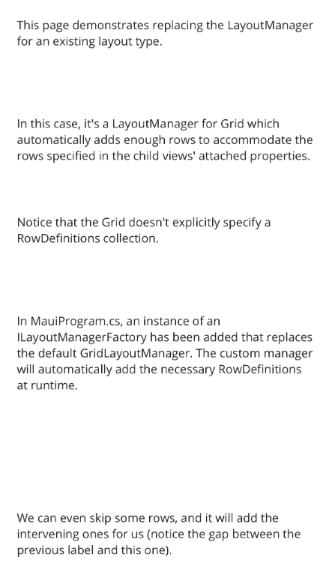 This page demonstrates replacing the LayoutManager
for an existing layout type.
In this case, it's a LayoutManager for Grid which
automatically adds enough rows to accommodate the
rows specified in the child views' attached properties.
Notice that the Grid doesn't explicitly specify a
RowDefinitions collection.
In MauiProgram.cs, an instance of an
ILayoutManagerFactory has been added that replaces
the default GridLayoutManager. The custom manager
will automatically add the necessary RowDefinitions
at runtime.
We can even skip some rows, and it will add the
intervening ones for us (notice the gap between the
previous label and this one).